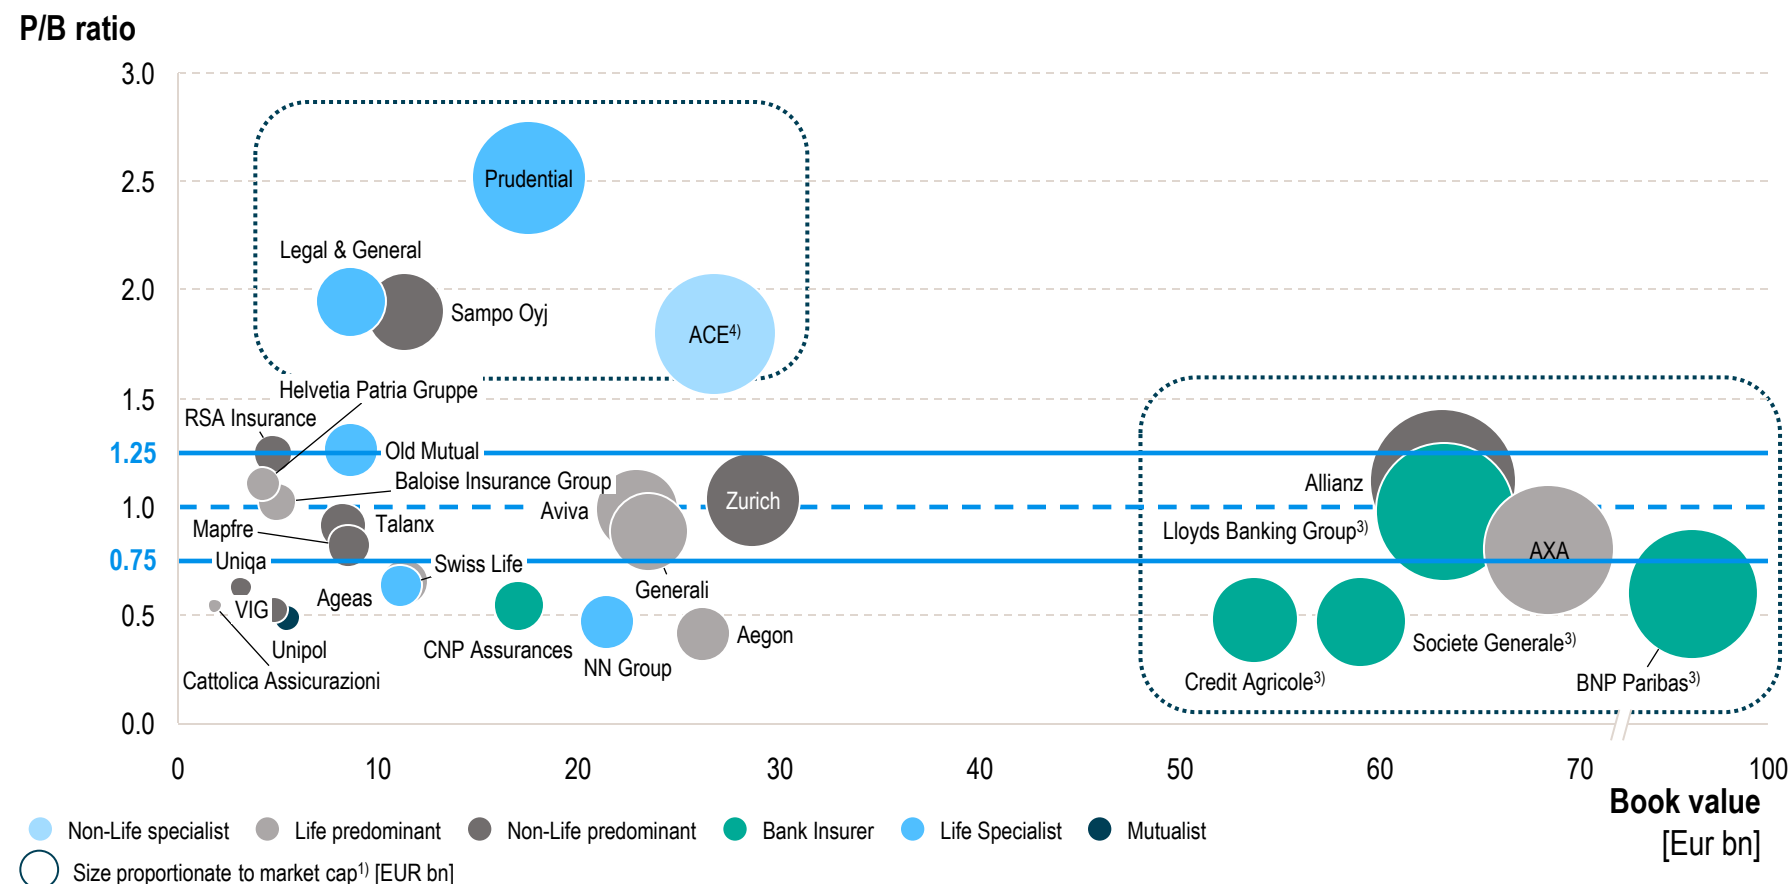 P/B ratio
3.0
2.5
Prudential
Legal & General
2.0
Sampo Oyj
ACE4)
Helvetia Patria Gruppe
1.5
RSA Insurance
1.25
Old Mutual
Baloise Insurance Group
Allianz
1.0
Aviva
Zurich
Talanx
Mapfre
Lloyds Banking Group3)
AXA
0.75
Uniqa
Swiss Life
Generali
Ageas
0.5
VIG
Aegon
Unipol
CNP Assurances
NN Group
Societe Generale3)
Cattolica Assicurazioni
Credit Agricole3)
BNP Paribas3)
0.0
0 10 20 30 40 50 60 70 100
Book value
[Eur bn]
Non-Life specialist Life predominant Non-Life predominant Bank Insurer Life Specialist Mutualist
Size proportionate to market cap1) [EUR bn]